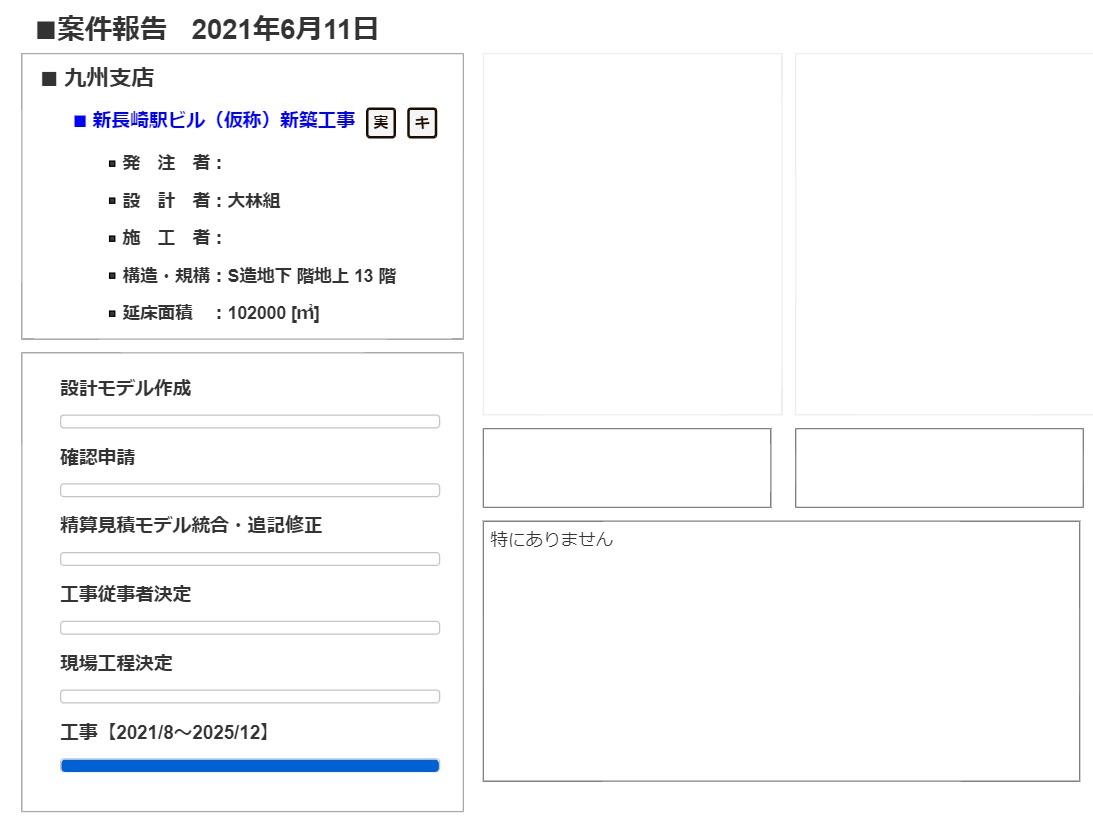 ■案件報告 2021年6月11日
■ 九州支店
■ 新長崎駅ビル（仮称）新築工事 実 キ
▪ 発　注　者：
▪ 設　計　者：大林組
▪ 施　工　者：
▪ 構造・規構：S造地下 階地上 13 階
▪ 延床面積　：102000 [㎡]
設計モデル作成
確認申請
精算見積モデル統合・追記修正
工事従事者決定
現場工程決定
工事【2021/8～2025/12】
特にありません